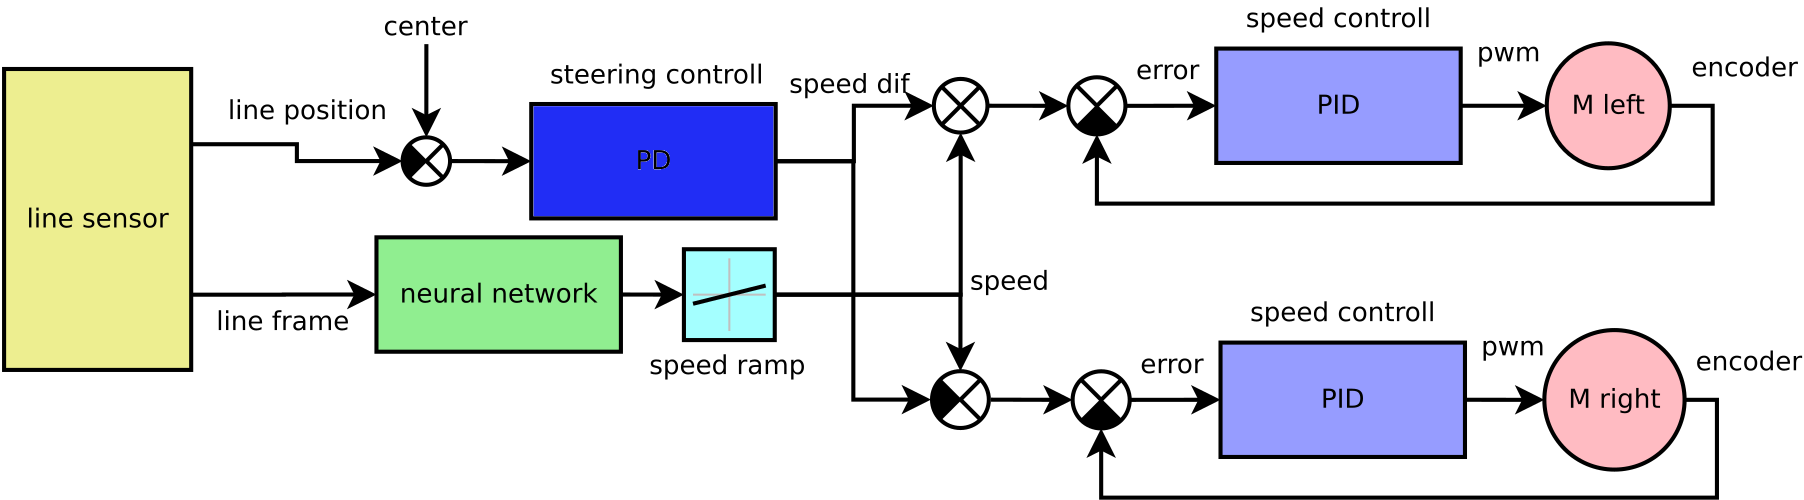 center
speed controll
pwm
encoder
steering controll
speed dif
error
line position
PD
PID
M left
line sensor
neural network
speed
line frame
speed ramp
speed controll
pwm
encoder
error
PID
M right